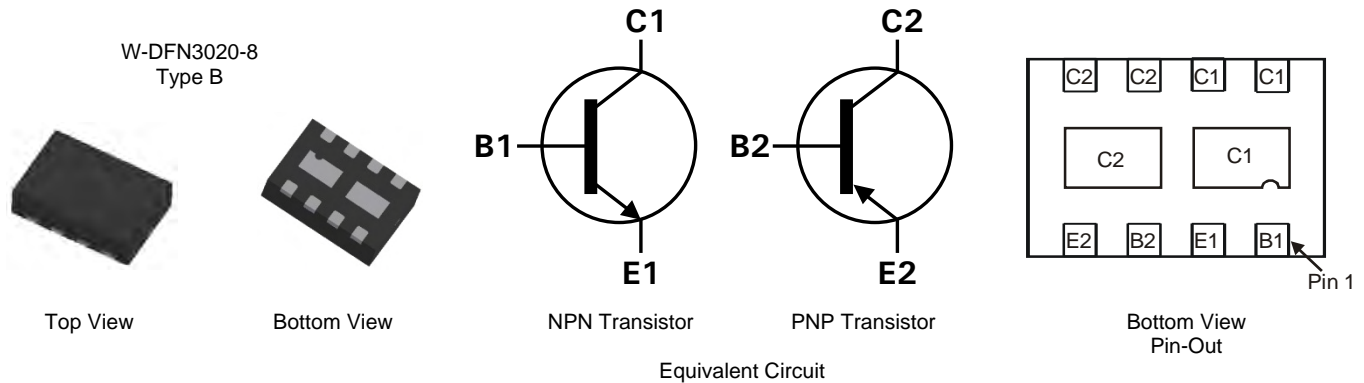 W-DFN3020-8
Type B
Top View
Bottom View
C1
B1
E1
NPN Transistor
C2
B2
E2
PNP Transistor
Equivalent Circuit
C2 C2 C1 C1
C2 C1
E2 B2 E1 B1
Pin 1
Bottom View
Pin-Out